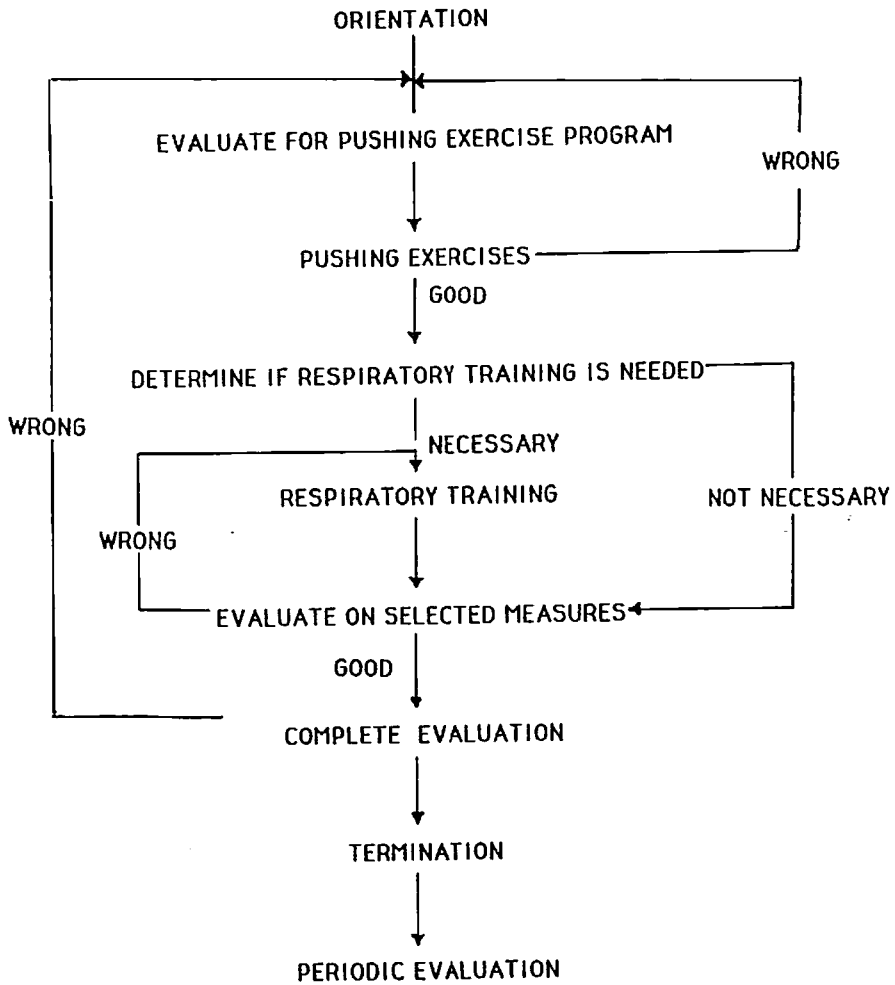 ORIENTATION
EVALUATE FOR PUSHING EXERCISE PROGRAM
WRONG
PUSHING EXERCISES
GOOD
DETERMINE IF RESPIRATORY TRAINING IS NEEDED
WRONG
NECESSARY
RESPIRATORY TRAINING
NOT NECESSARY
WRONG
EVALUATE ON SELECTED MEASURES
GOOD
COMPLETE EVALUATION
TERMINATION
PERIODIC EVALUATION